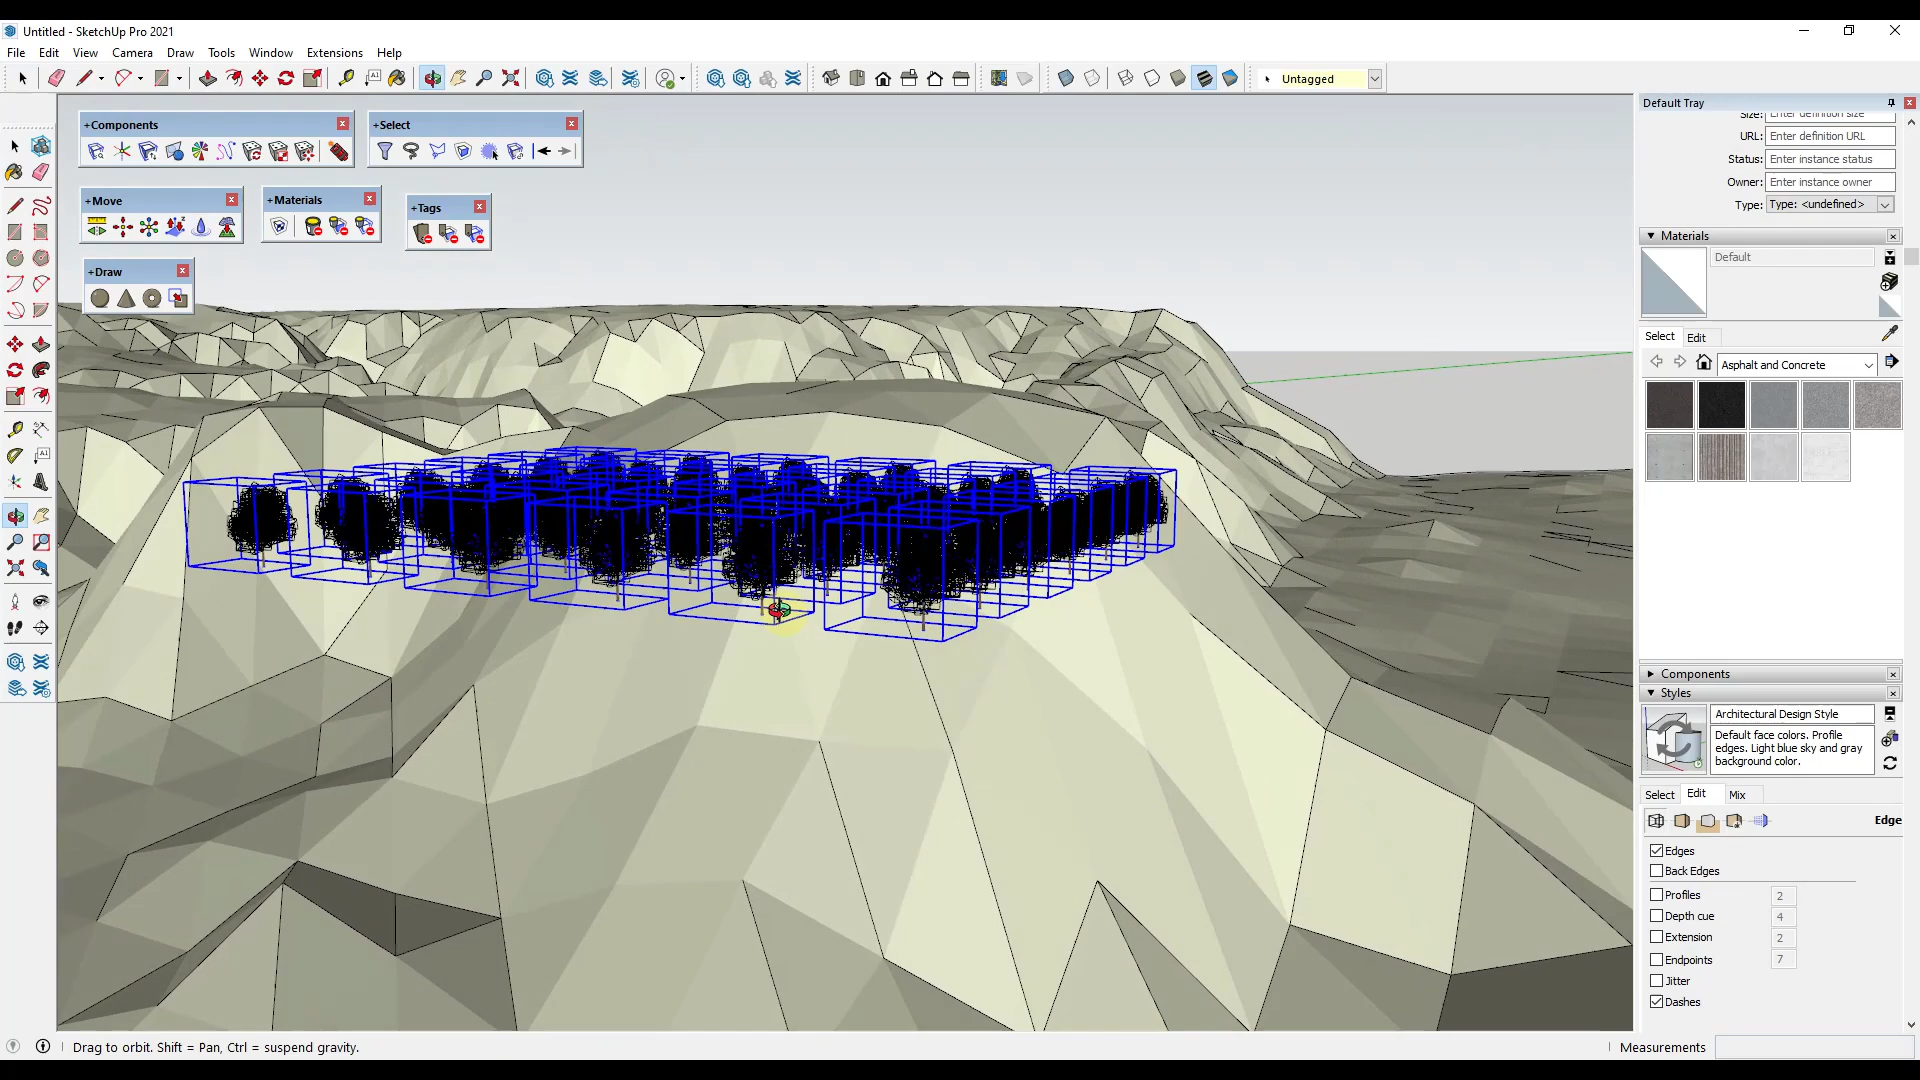 Untitled - SketchUp Pro 2021
File Edit View Camera Draw Tools Window Extensions Help
Untagged
+Components
+Select
+Move
+Materials
+Tags
+Draw
Default Tray
Size: Enter definition size
URL: Enter definition URL
Status: Enter instance status
Owner: Enter instance owner
Type: Type: <undefined>
Materials
Default
Select Edit
Asphalt and Concrete
Components
Styles
Architectural Design Style
Default face colors. Profile
edges. Light blue sky and gray
background color.
Select Edit Mix
Edge
Edges
Back Edges
Profiles 2
Depth cue 4
Extension 2
Endpoints 7
Jitter
Dashes
Drag to orbit. Shift = Pan, Ctrl = suspend gravity.
Measurements